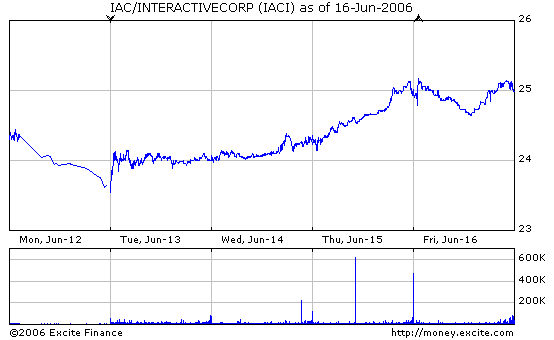 IAC/INTERACTIVECORP (IACI) as of 16-Jun-2006
26
25
24
23
Mon, Jun-12 Tue, Jun-13 Wed, Jun-14 Thu, Jun-15 Fri, Jun-16
600K
400K
200K
©2006 Excite Finance http://money.excite.com/